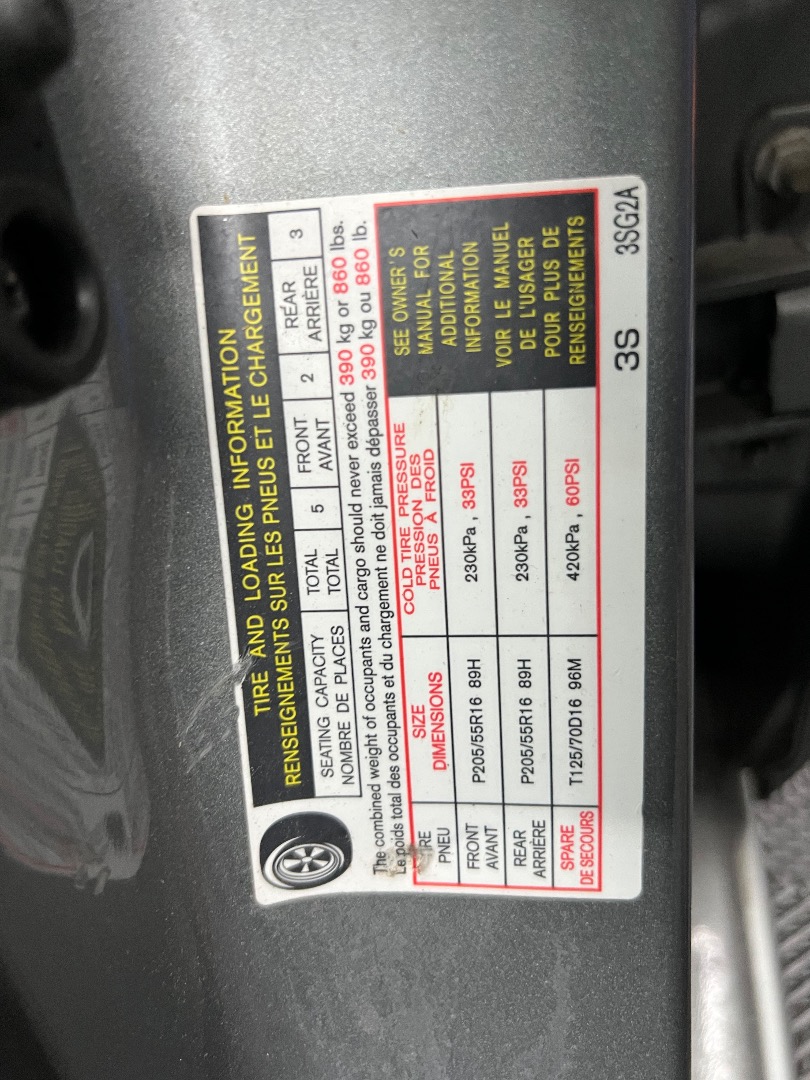 TIRE AND LOADING INFORMATION
RENSEIGNEMENTS SUR LES PNEUS ET LE CHARGEMENT
SEATING CAPACITY
NOMBRE DE PLACES
TOTAL
TOTAL
5
FRONT
AVANT
2
REAR
ARRIÈRE
3
The combined weight of occupants and cargo should never exceed 390 kg or 860 lbs.
Le poids total des occupants et du chargement ne doit jamais dépasser 390 kg ou 860 lb.
PNEU
SIZE
DIMENSIONS
COLD TIRE PRESSURE
PRESSION DES
PNEUS À FROID
FRONT
AVANT
P205/55R16 89H
230kPa , 33PSI
REAR
ARRIÈRE
P205/55R16 89H
230kPa , 33PSI
SPARE
DE SECOURS
T125/70D16 96M
420kPa , 60PSI
SEE OWNER'S
MANUAL FOR
ADDITIONAL
INFORMATION
VOIR LE MANUEL
DE L'USAGER
POUR PLUS DE
RENSEIGNEMENTS
3S 3SG2A